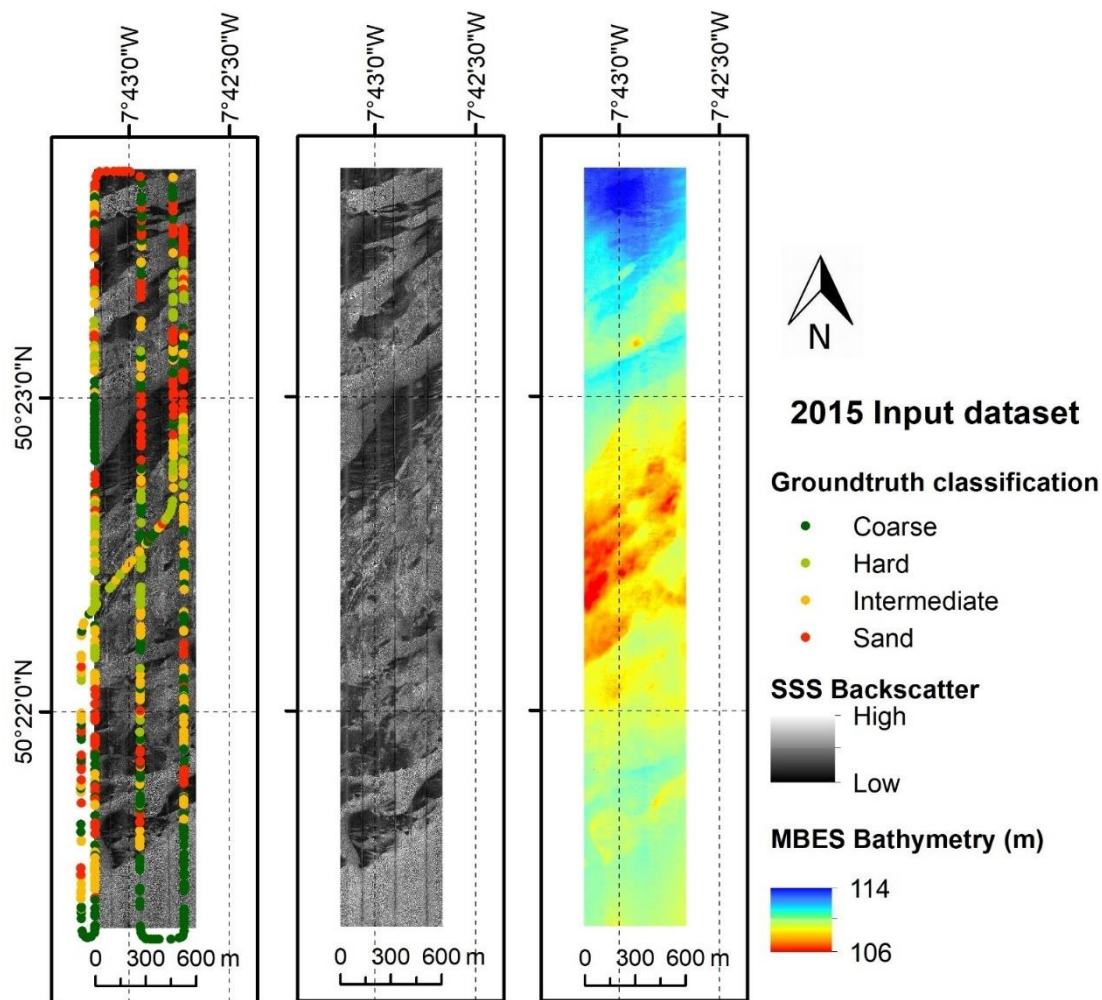 7°43'0"W
7°42'30"W
7°43'0"W
7°42'30"W
7°43'0"W
7°42'30"W
50°23'0"N
50°22'0"N
0 300 600 m
0 300 600 m
0 300 600 m
N
2015 Input dataset
Groundtruth classification
Coarse
Hard
Intermediate
Sand
SSS Backscatter
High
Low
MBES Bathymetry (m)
114
106